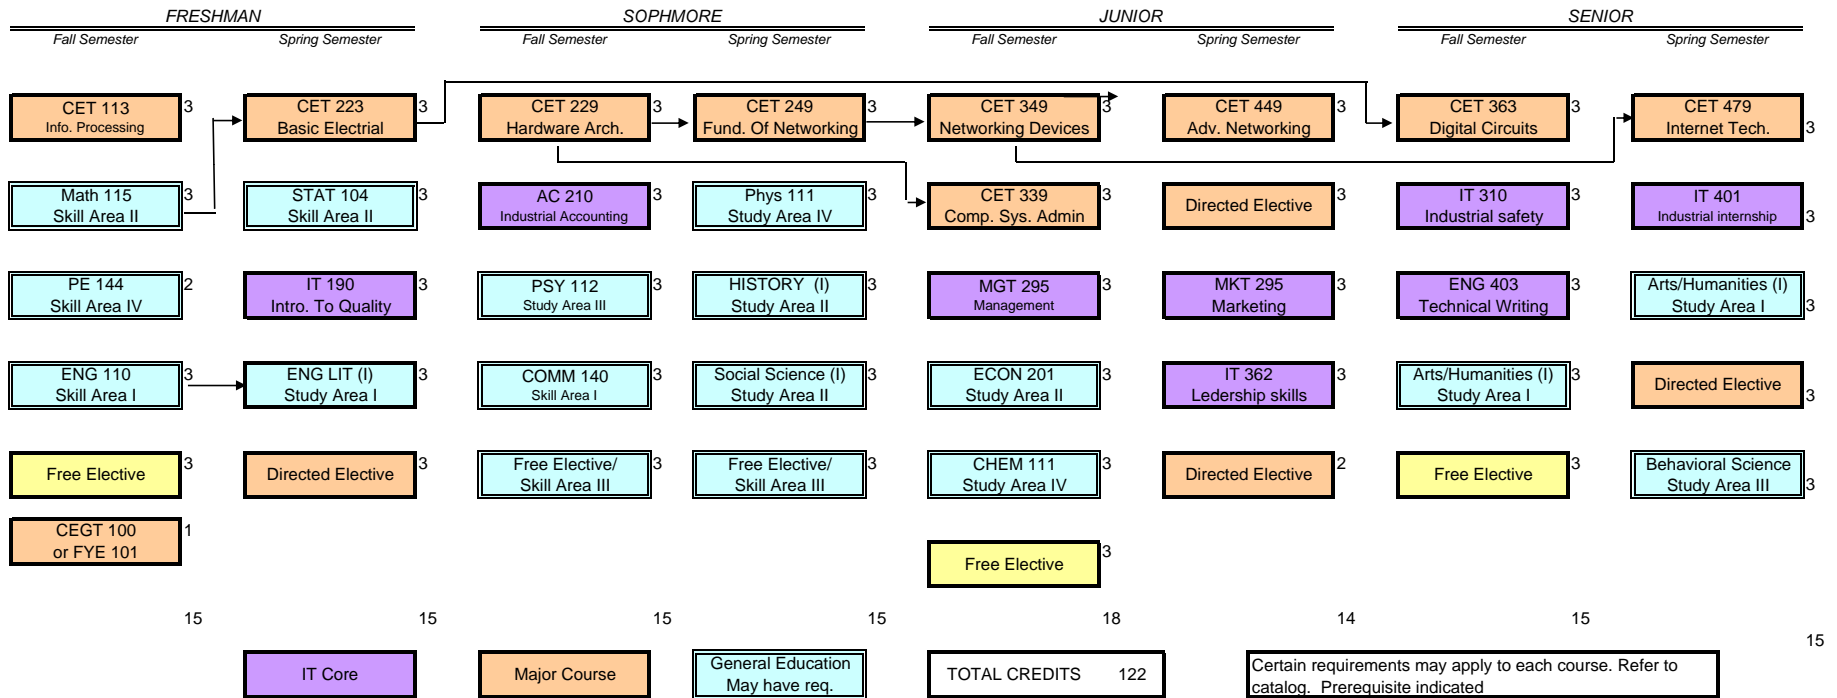 FRESHMAN SOPHMORE JUNIOR SENIOR
Fall Semester Spring Semester Fall Semester Spring Semester Fall Semester Spring Semester Fall Semester Spring Semester
CET 113 3 CET 223 3 CET 229 3 CET 249 3 CET 349 3 CET 449 3 CET 363 3 CET 479
Info. Processing Basic Electrial Hardware Arch. Fund. Of Networking Networking Devices Adv. Networking Digital Circuits Internet Tech. 3
Math 115 3 STAT 104 3 AC 210 3 Phys 111 3 CET 339 3 Directed Elective 3 IT 310 3 IT 401
Skill Area II Skill Area II Industrial Accounting Study Area IV Comp. Sys. Admin Industrial safety Industrial internship 3
PE 144 2 IT 190 3 PSY 112 3 HISTORY (I) 3 MGT 295 3 MKT 295 3 ENG 403 3 Arts/Humanities (I)
Skill Area IV Intro. To Quality Study Area III Study Area II Management Marketing Technical Writing Study Area I 3
ENG 110 3 ENG LIT (I) 3 COMM 140 3 Social Science (I) 3 ECON 201 3 IT 362 3 Arts/Humanities (I) 3 Directed Elective
Skill Area I Study Area I Skill Area I Study Area II Study Area II Ledership skills Study Area I 3
Free Elective 3 Directed Elective 3 Free Elective/ 3 Free Elective/ 3 CHEM 111 3 Directed Elective 2 Free Elective 3 Behavioral Science
Skill Area III Skill Area III Study Area IV Study Area III 3
CEGT 100 1
or FYE 101
Free Elective 3
15 15 15 15 18 14 15
15
IT Core Major Course General Education TOTAL CREDITS 122 Certain requirements may apply to each course. Refer to
May have req. catalog. Prerequisite indicated